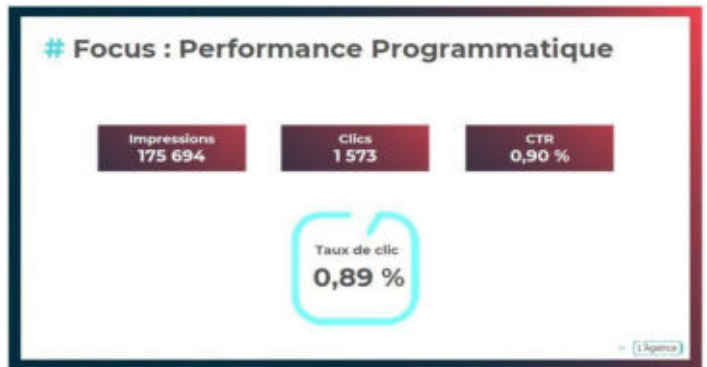 # Focus : Performance Programmatique
Impressions
175 694
Clics
1 573
CTR
0,90 %
Taux de clic
0,89 %
L'Agence